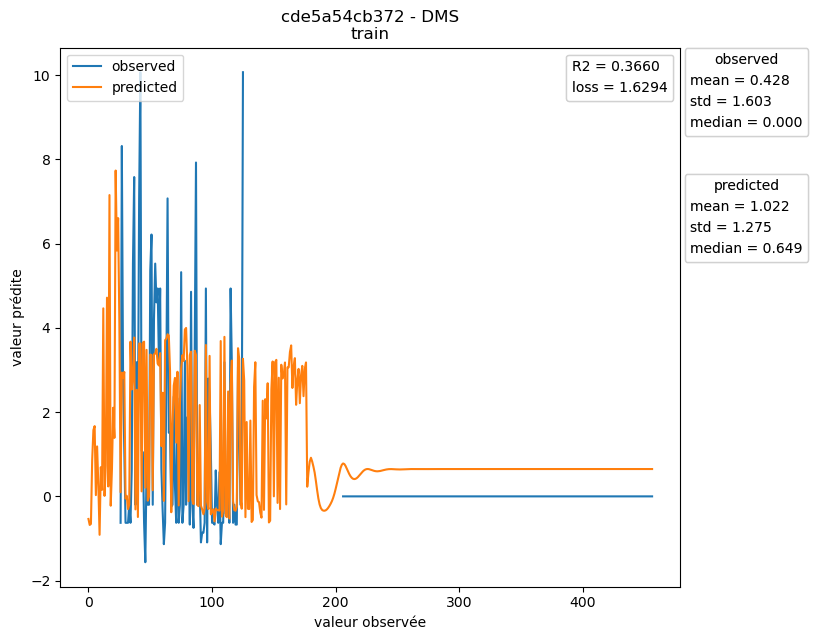 cde5a54cb372 - DMS
train
observed
predicted
R2 = 0.3660
loss = 1.6294
observed
mean = 0.428
std = 1.603
median = 0.000
predicted
mean = 1.022
std = 1.275
median = 0.649
valeur prédite
10
8
6
4
2
0
−2
0
100
200
300
400
valeur observée